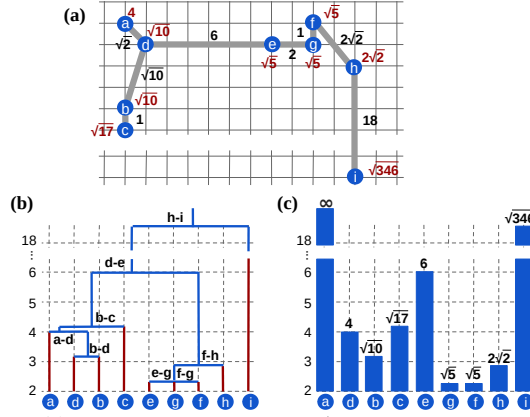 (a)
a 4
√2 d √10
6
e √5
1
2
f √5
g √5
2√2
h 2√2
√10
b √10
1
√17 c
18
i √346
(b)
h-i
18
⋮
6
5
4
3
2
d-e
b-c
a-d
b-d
f-h
e-g f-g
a d b c e g f h i
(c)
18
⋮
6
5
4
3
2
∞
4
√10
√17
6
√5
√5
2√2
√346
a d b c e g f h i